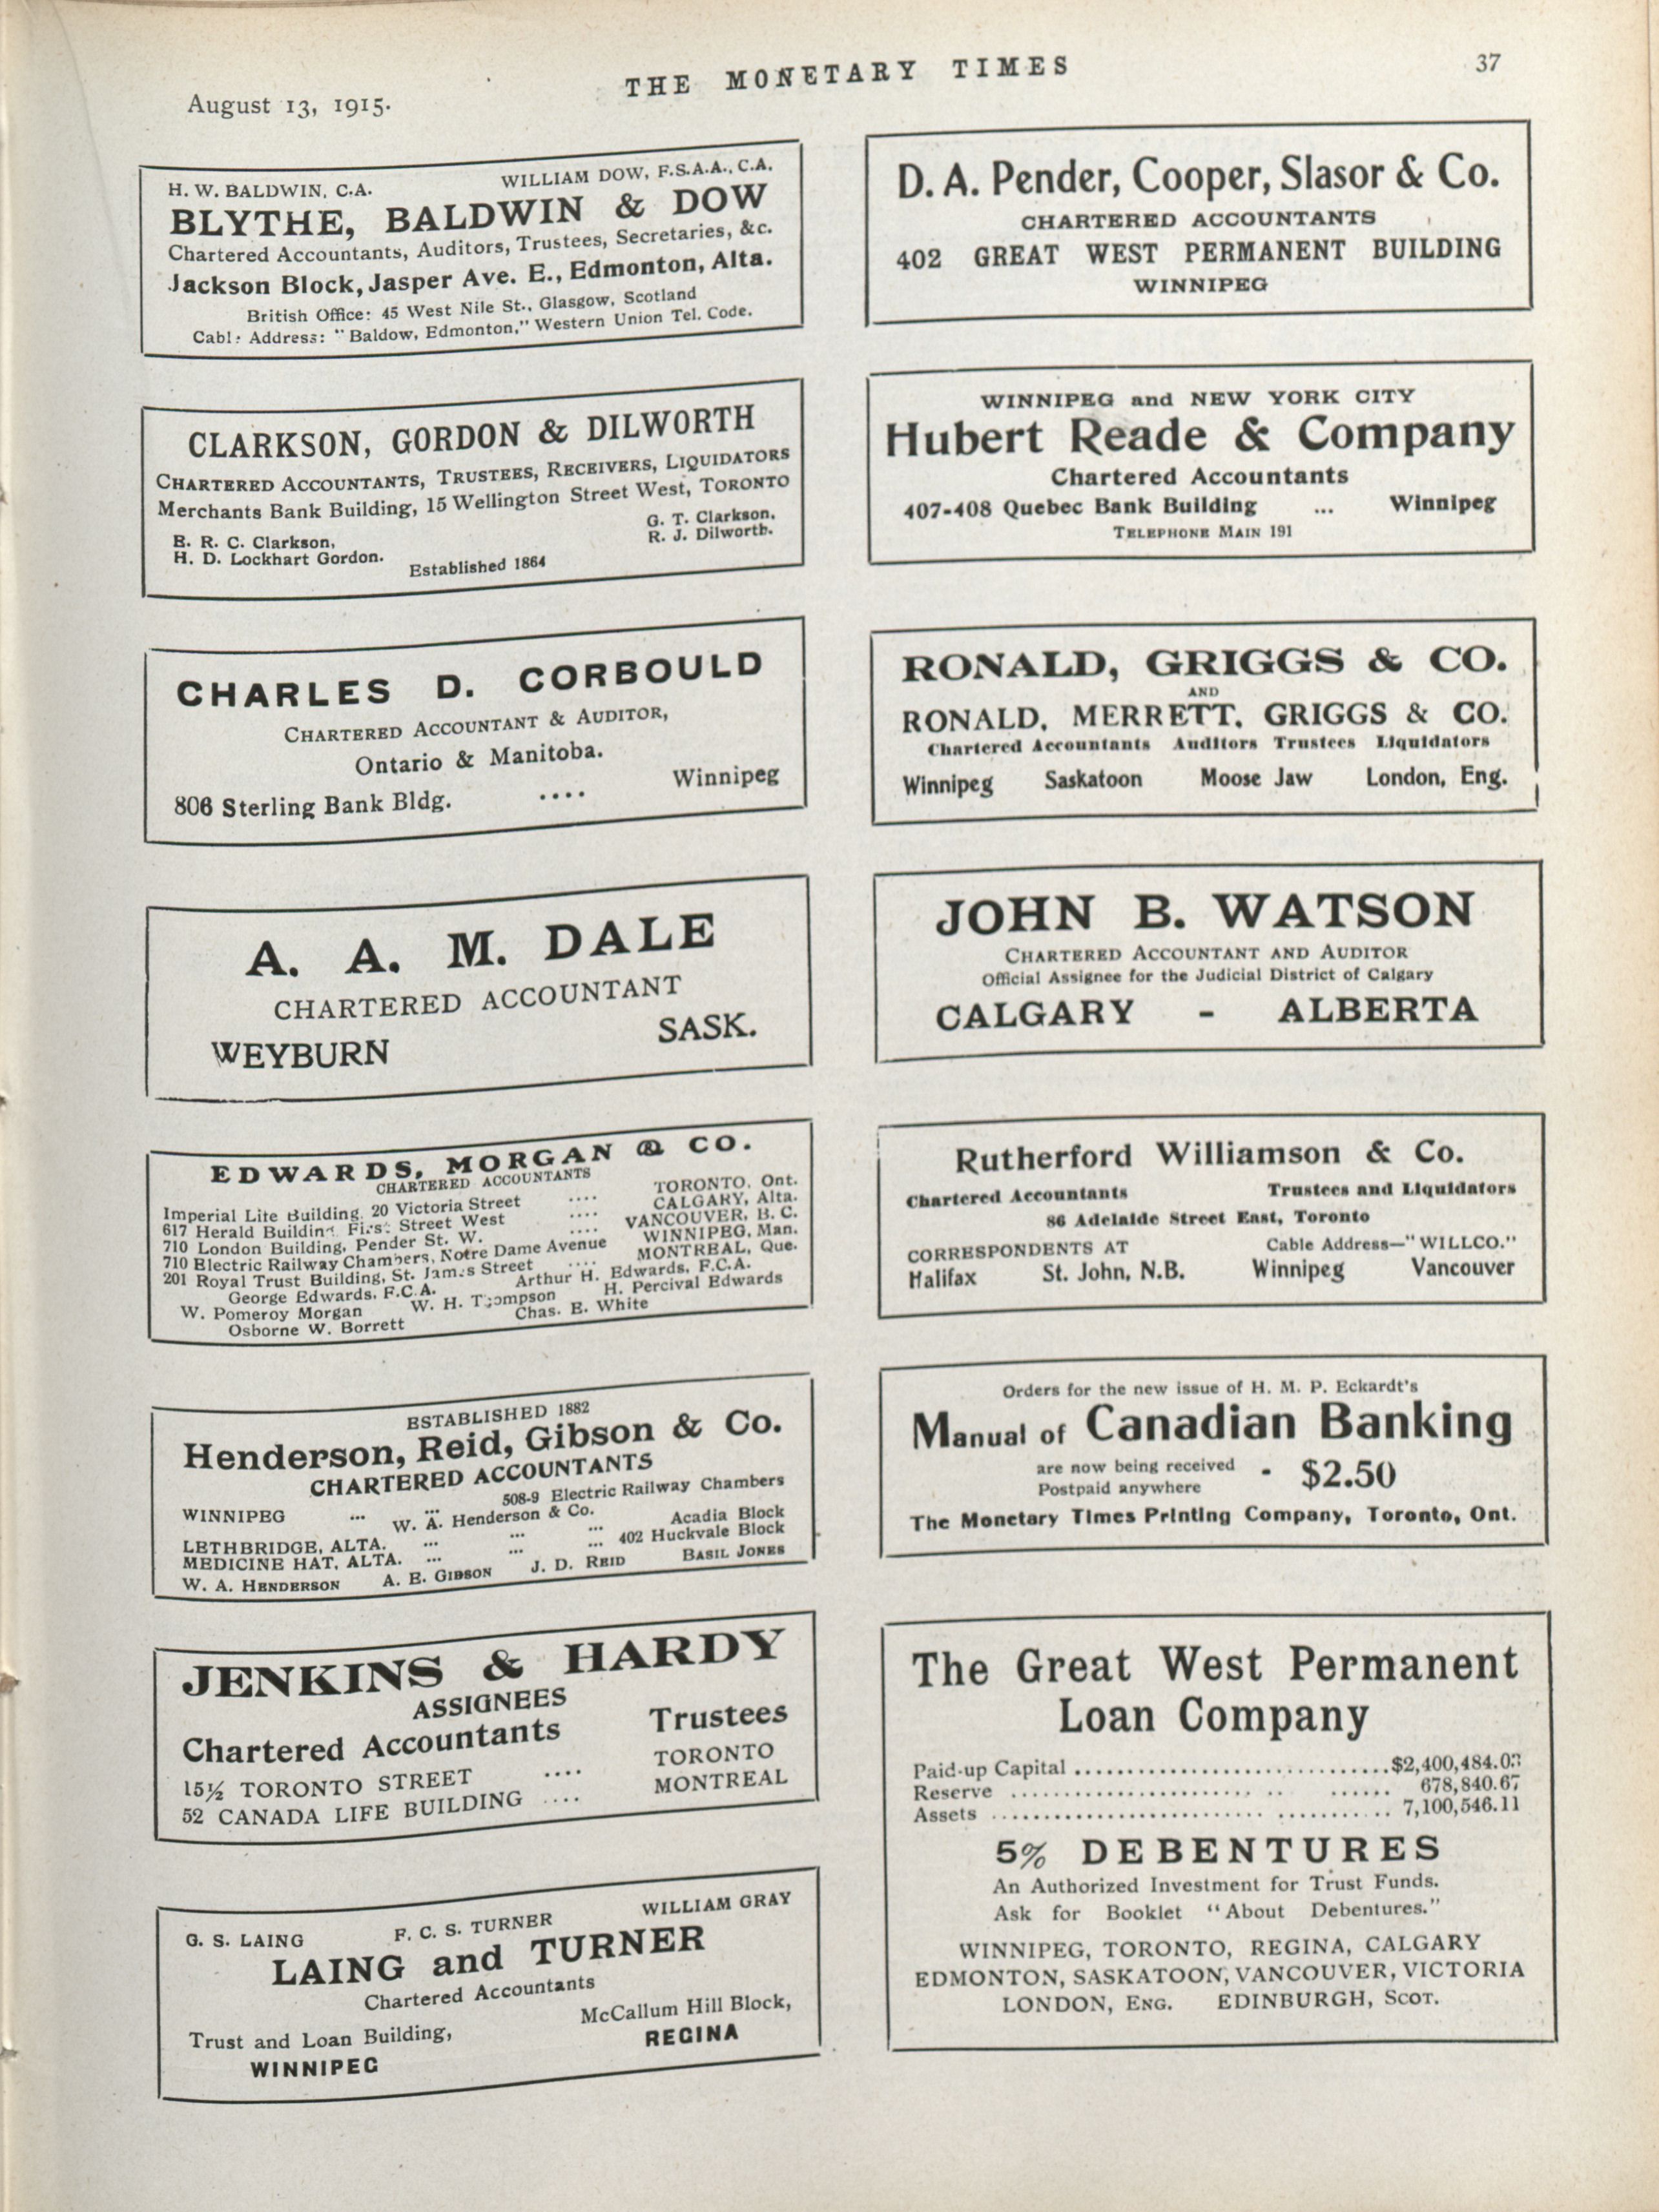 August 13, 1915.
THE MONETARY TIMES
37
H. W. BALDWIN, C.A. WILLIAM DOW, F.S.A.A., C.A.
BLYTHE, BALDWIN & DOW
Chartered Accountants, Auditors, Trustees, Secretaries, &c.
Jackson Block, Jasper Ave. E., Edmonton, Alta.
British Office: 45 West Nile St., Glasgow, Scotland
Cable Address: "Baldow, Edmonton," Western Union Tel. Code.
CLARKSON, GORDON & DILWORTH
CHARTERED ACCOUNTANTS, TRUSTEES, RECEIVERS, LIQUIDATORS
Merchants Bank Building, 15 Wellington Street West, TORONTO
E. R. C. Clarkson, G. T. Clarkson,
H. D. Lockhart Gordon. R. J. Dilworth.
Established 1864
CHARLES D. CORBOULD
CHARTERED ACCOUNTANT & AUDITOR,
Ontario & Manitoba.
806 Sterling Bank Bldg. .... Winnipeg
A. A. M. DALE
CHARTERED ACCOUNTANT
WEYBURN SASK.
EDWARDS, MORGAN & CO.
CHARTERED ACCOUNTANTS
Imperial Life Building, 20 Victoria Street .... TORONTO, Ont.
617 Herald Building, First Street West .... CALGARY, Alta.
710 London Building, Pender St. W. .... VANCOUVER, B. C.
710 Electric Railway Chambers, Notre Dame Avenue WINNIPEG, Man.
201 Royal Trust Building, St. James Street .... MONTREAL, Que.
George Edwards, F.C.A. Arthur H. Edwards, F.C.A.
W. Pomeroy Morgan W. H. Thompson H. Percival Edwards
Osborne W. Borrett Chas. E. White
ESTABLISHED 1882
Henderson, Reid, Gibson & Co.
CHARTERED ACCOUNTANTS
WINNIPEG ... 508-9 Electric Railway Chambers
W. A. Henderson & Co.
LETHBRIDGE, ALTA. ... ... ... Acadia Block
MEDICINE HAT, ALTA. ... ... ... 402 Huckvale Block
W. A. HENDERSON A. E. GIBSON J. D. REID BASIL JONES
JENKINS & HARDY
ASSIGNEES
Chartered Accountants Trustees
15½ TORONTO STREET .... TORONTO
52 CANADA LIFE BUILDING .... MONTREAL
G. S. LAING F. C. S. TURNER WILLIAM GRAY
LAING and TURNER
Chartered Accountants
Trust and Loan Building, McCallum Hill Block,
WINNIPEG REGINA
D. A. Pender, Cooper, Slasor & Co.
CHARTERED ACCOUNTANTS
402 GREAT WEST PERMANENT BUILDING
WINNIPEG
WINNIPEG and NEW YORK CITY
Hubert Reade & Company
Chartered Accountants
407-408 Quebec Bank Building ... Winnipeg
TELEPHONE MAIN 191
RONALD, GRIGGS & CO.
AND
RONALD, MERRETT, GRIGGS & CO.
Chartered Accountants Auditors Trustees Liquidators
Winnipeg Saskatoon Moose Jaw London, Eng.
JOHN B. WATSON
CHARTERED ACCOUNTANT AND AUDITOR
Official Assignee for the Judicial District of Calgary
CALGARY - ALBERTA
Rutherford Williamson & Co.
Chartered Accountants Trustees and Liquidators
86 Adelaide Street East, Toronto
CORRESPONDENTS AT Cable Address—"WILLCO."
Halifax St. John, N.B. Winnipeg Vancouver
Orders for the new issue of H. M. P. Eckardt's
Manual of Canadian Banking
are now being received
Postpaid anywhere - $2.50
The Monetary Times Printing Company, Toronto, Ont.
The Great West Permanent
Loan Company
Paid-up Capital ..............................$2,400,484.03
Reserve .............................. 678,840.67
Assets .............................. 7,100,546.11
5% DEBENTURES
An Authorized Investment for Trust Funds.
Ask for Booklet "About Debentures."
WINNIPEG, TORONTO, REGINA, CALGARY
EDMONTON, SASKATOON, VANCOUVER, VICTORIA
LONDON, ENG. EDINBURGH, SCOT.